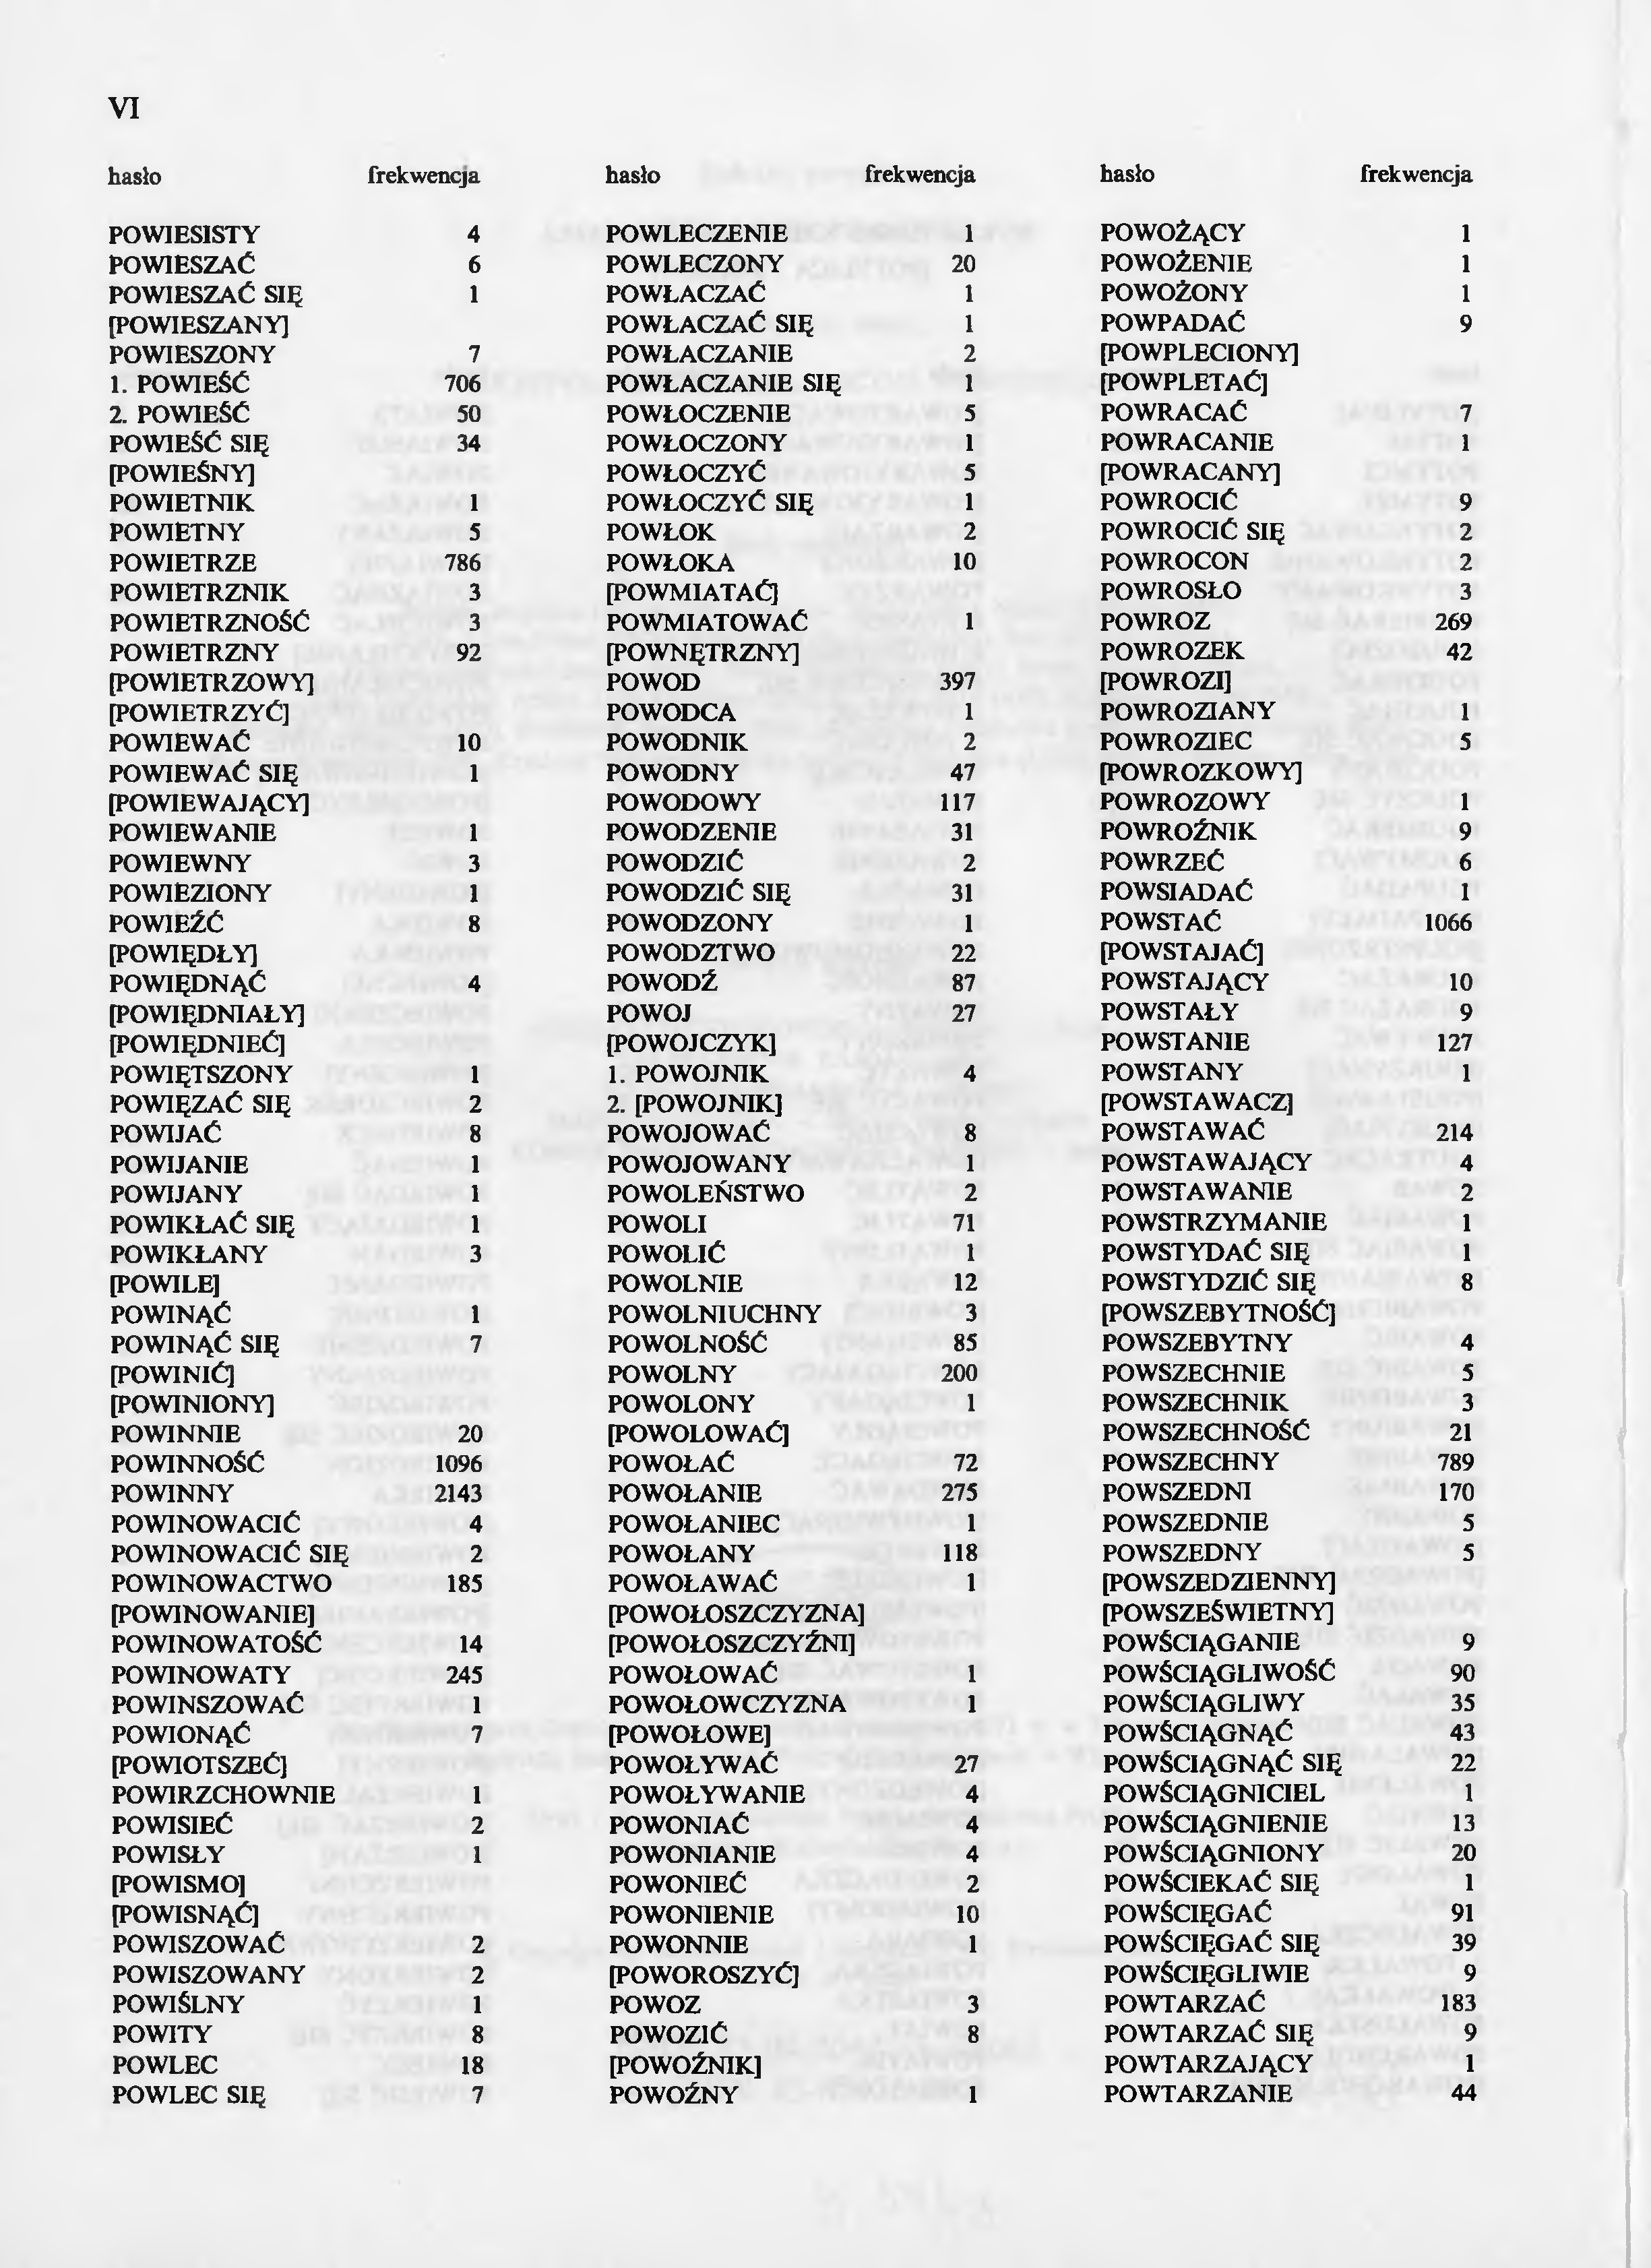 VI
hasło frekwencja
POWIESISTY 4
POWIESZAĆ 6
POWIESZAĆ SIĘ 1
[POWIESZANY]
POWIESZONY 7
1. POWIEŚĆ 706
2. POWIEŚĆ 50
POWIEŚĆ SIĘ 34
[POWIEŚNY]
POWIETNIK 1
POWIETNY 5
POWIETRZE 786
POWIETRZNIK 3
POWIETRZNOŚĆ 3
POWIETRZNY 92
[POWIETRZOWY]
[POWIETRZYĆ]
POWIEWAĆ 10
POWIEWAĆ SIĘ 1
[POWIEWAJĄCY]
POWIEWANIE 1
POWIEWNY 3
POWIEZIONY 1
POWIEŹĆ 8
[POWIĘDŁY]
POWIĘDNĄĆ 4
[POWIĘDNIAŁY]
[POWIĘDNIEĆ]
POWIĘTSZONY 1
POWIĘZAĆ SIĘ 2
POWIJAĆ 8
POWIJANIE 1
POWIJANY 1
POWIKŁAĆ SIĘ 1
POWIKŁANY 3
[POWILE]
POWINĄĆ 1
POWINĄĆ SIĘ 7
[POWINIĆ]
[POWINIONY]
POWINNIE 20
POWINNOŚĆ 1096
POWINNY 2143
POWINOWACIĆ 4
POWINOWACIĆ SIĘ 2
POWINOWACTWO 185
[POWINOWANIE]
POWINOWATOŚĆ 14
POWINOWATY 245
POWINSZOWAĆ 1
POWIONĄĆ 7
[POWIOTSZEĆ]
POWIRZCHOWNIE 1
POWISIEĆ 2
POWISŁY 1
[POWISMO]
[POWISNĄĆ]
POWISZOWAĆ 2
POWISZOWANY 2
POWIŚLNY 1
POWITY 8
POWLEC 18
POWLEC SIĘ 7
hasło frekwencja
POWLECZENIE 1
POWLECZONY 20
POWŁACZAĆ 1
POWŁACZAĆ SIĘ 1
POWŁACZANIE 2
POWŁACZANIE SIĘ 1
POWŁOCZENIE 5
POWŁOCZONY 1
POWŁOCZYĆ 5
POWŁOCZYĆ SIĘ 1
POWŁOK 2
POWŁOKA 10
[POWMIATAĆ]
POWMIATOWAĆ 1
[POWNĘTRZNY]
POWOD 397
POWODCA 1
POWODNIK 2
POWODNY 47
POWODOWY 117
POWODZENIE 31
POWODZIĆ 2
POWODZIĆ SIĘ 31
POWODZONY 1
POWODZTWO 22
POWODŹ 87
POWOJ 27
[POWOJCZYK]
1. POWOJNIK 4
2. [POWOJNIK]
POWOJOWAĆ 8
POWOJOWANY 1
POWOLEŃSTWO 2
POWOLI 71
POWOLIĆ 1
POWOLNIE 12
POWOLNIUCHNY 3
POWOLNOŚĆ 85
POWOLNY 200
POWOLONY 1
[POWOLOWAĆ]
POWOŁAĆ 72
POWOŁANIE 275
POWOŁANIEC 1
POWOŁANY 118
POWOŁAWAĆ 1
[POWOŁOSZCZYZNA]
[POWOŁOSZCZYŹNI]
POWOŁOWAĆ 1
POWOŁOWCZYZNA 1
[POWOŁOWE]
POWOŁYWAĆ 27
POWOŁYWANIE 4
POWONIAĆ 4
POWONIANIE 4
POWONIEĆ 2
POWONIENIE 10
POWONNIE 1
[POWOROSZYĆ]
POWOZ 3
POWOZIĆ 8
[POWOŹNIK]
POWOŹNY 1
hasło frekwencja
POWOŻĄCY 1
POWOŻENIE 1
POWOŻONY 1
POWPADAĆ 9
[POWPLECIONY]
[POWPLETAĆ]
POWRACAĆ 7
POWRACANIE 1
[POWRACANY]
POWROCIĆ 9
POWROCIĆ SIĘ 2
POWROCON 2
POWROSŁO 3
POWROZ 269
POWROZEK 42
[POWROZI]
POWROZIANY 1
POWROZIEC 5
[POWROZKOWY]
POWROZOWY 1
POWROŹNIK 9
POWRZEĆ 6
POWSIADAĆ 1
POWSTAĆ 1066
[POWSTAJAĆ]
POWSTAJĄCY 10
POWSTAŁY 9
POWSTANIE 127
POWSTANY 1
[POWSTAWACZ]
POWSTAWAĆ 214
POWSTAWAJĄCY 4
POWSTAWANIE 2
POWSTRZYMANIE 1
POWSTYDAĆ SIĘ 1
POWSTYDZIĆ SIĘ 8
[POWSZEBYTNOŚĆ]
POWSZEBYTNY 4
POWSZECHNIE 5
POWSZECHNIK 3
POWSZECHNOŚĆ 21
POWSZECHNY 789
POWSZEDNI 170
POWSZEDNIE 5
POWSZEDNY 5
[POWSZEDZIENNY]
[POWSZEŚWIETNY]
POWŚCIĄGANIE 9
POWŚCIĄGLIWOŚĆ 90
POWŚCIĄGLIWY 35
POWŚCIĄGNĄĆ 43
POWŚCIĄGNĄĆ SIĘ 22
POWŚCIĄGNICIEL 1
POWŚCIĄGNIENIE 13
POWŚCIĄGNIONY 20
POWŚCIEKAĆ SIĘ 1
POWŚCIĘGAĆ 91
POWŚCIĘGAĆ SIĘ 39
POWŚCIĘGLIWIE 9
POWTARZAĆ 183
POWTARZAĆ SIĘ 9
POWTARZAJĄCY 1
POWTARZANIE 44